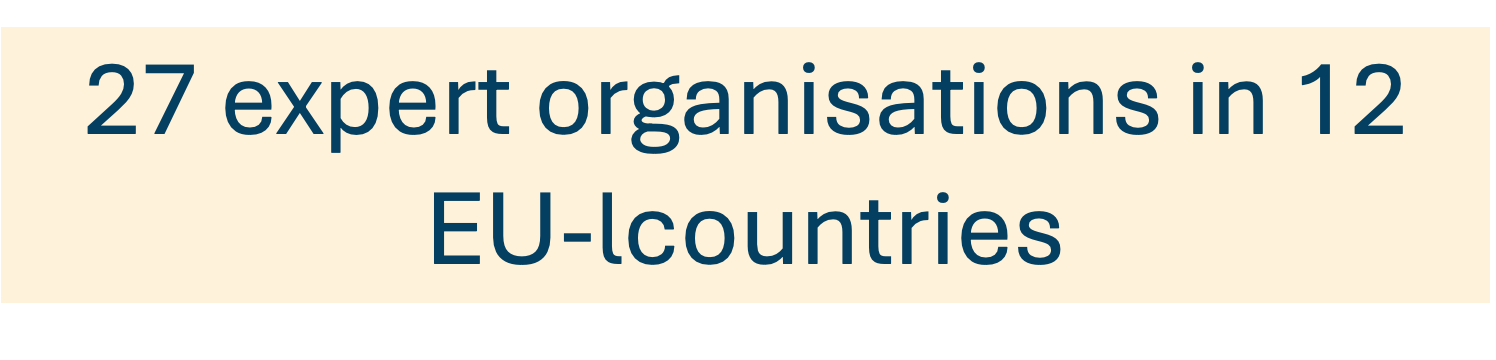 27 expert organisations in 12
EU-lcountries